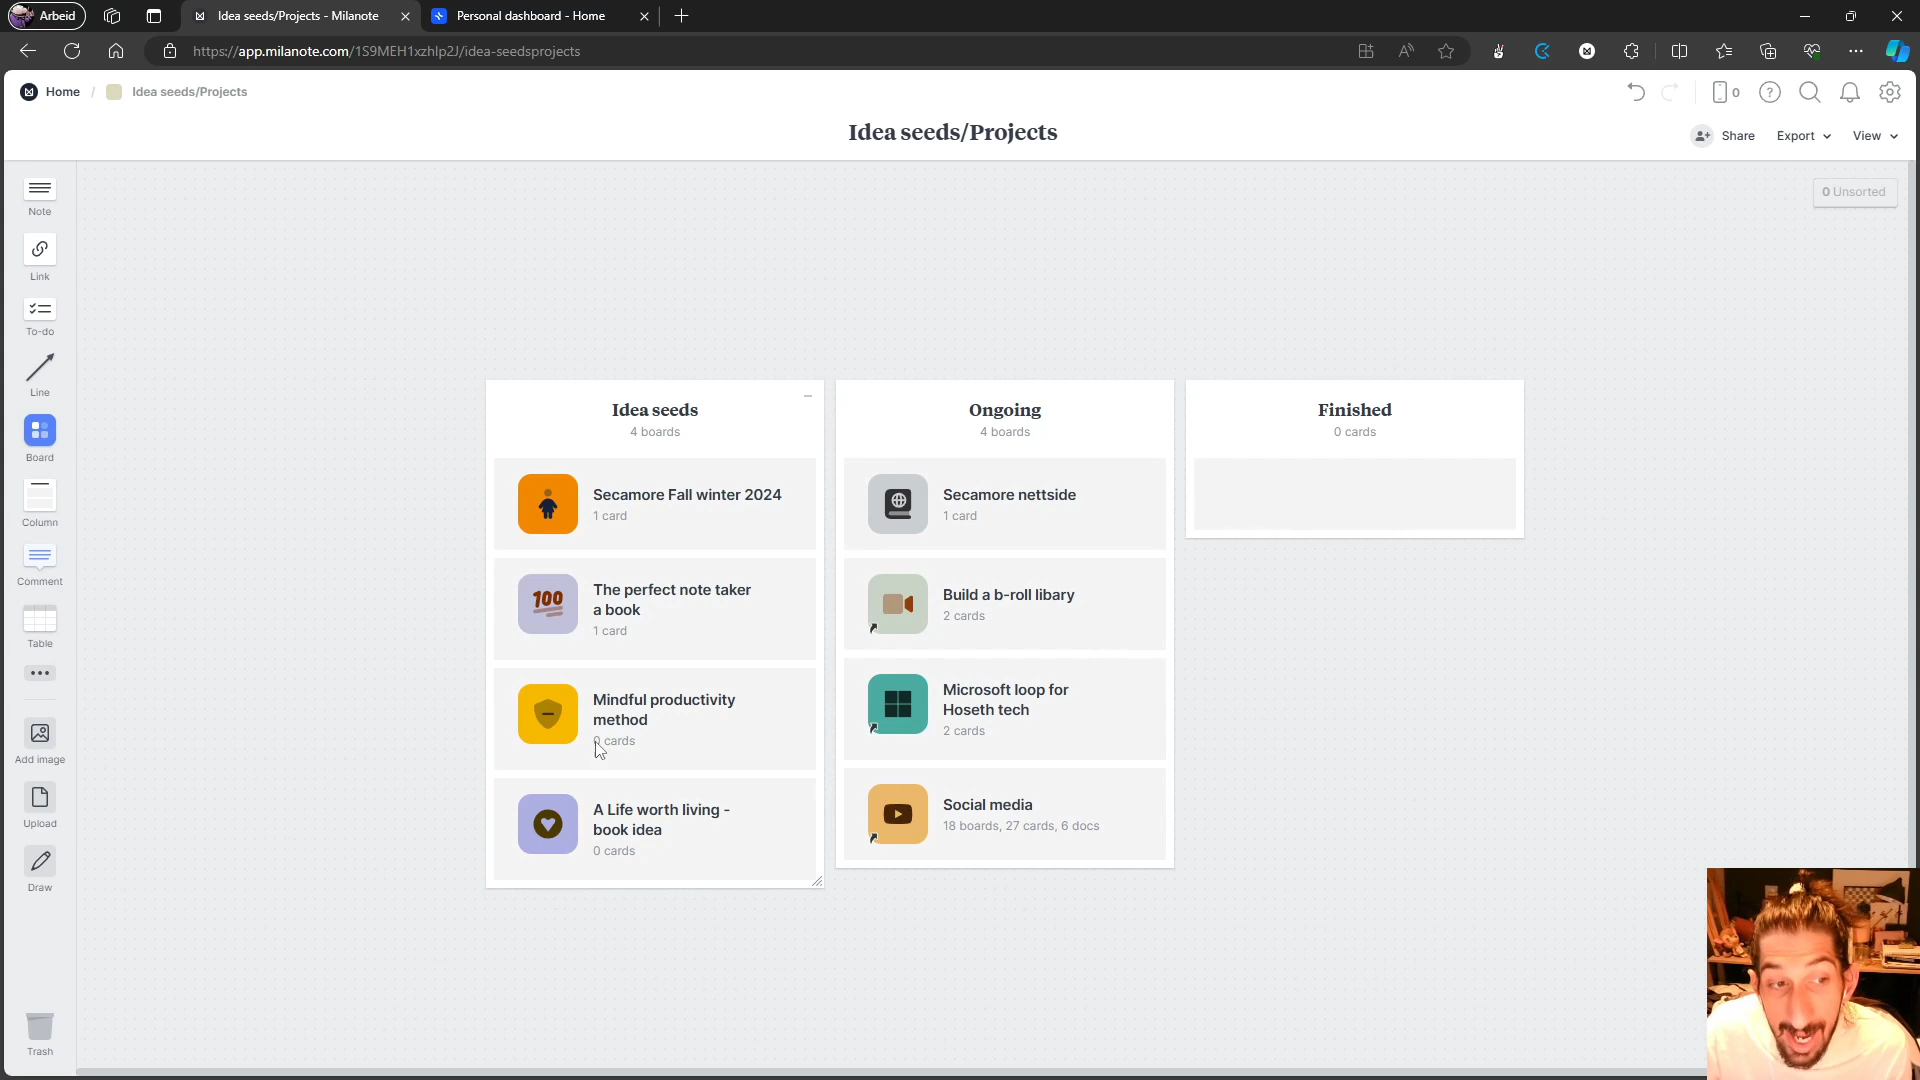 Arbeid
Idea seeds/Projects - Milanote
Personal dashboard - Home
https://app.milanote.com/1S9MEH1xzhlp2J/idea-seedsprojects
Home / Idea seeds/Projects
0
Idea seeds/Projects
Share
Export
View
0 Unsorted
Note
Link
To-do
Line
Board
Column
Comment
Table
Add image
Upload
Draw
Trash
Idea seeds
4 boards
Secamore Fall winter 2024
1 card
100
The perfect note taker
a book
1 card
Mindful productivity
method
0 cards
A Life worth living -
book idea
0 cards
Ongoing
4 boards
Secamore nettside
1 card
Build a b-roll libary
2 cards
Microsoft loop for
Hoseth tech
2 cards
Social media
18 boards, 27 cards, 6 docs
Finished
0 cards